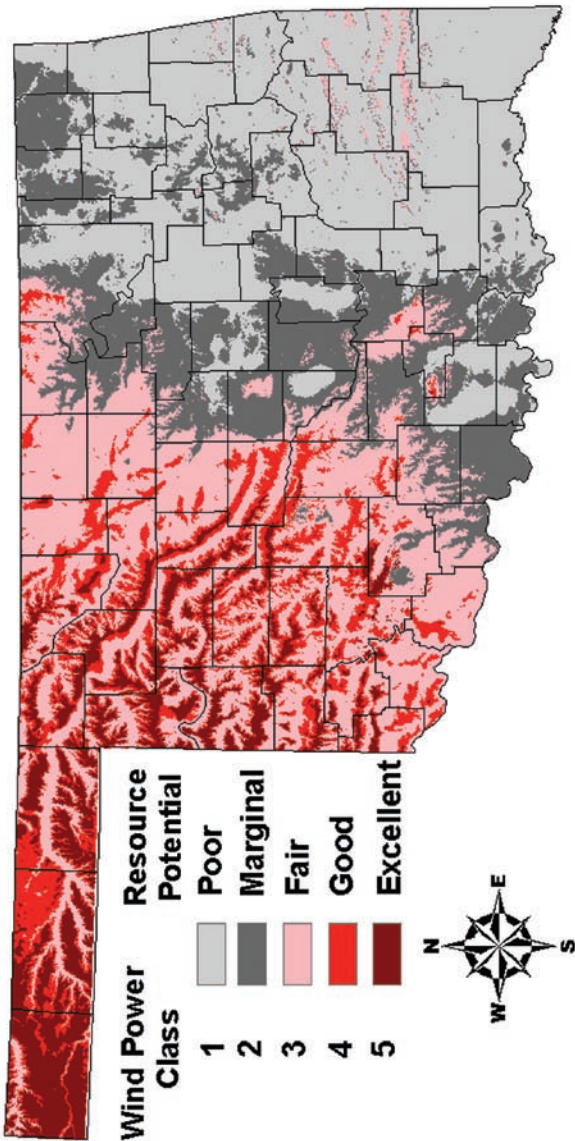 Wind Power Resource
Class Potential
1 Poor
2 Marginal
3 Fair
4 Good
5 Excellent
N
W E
S